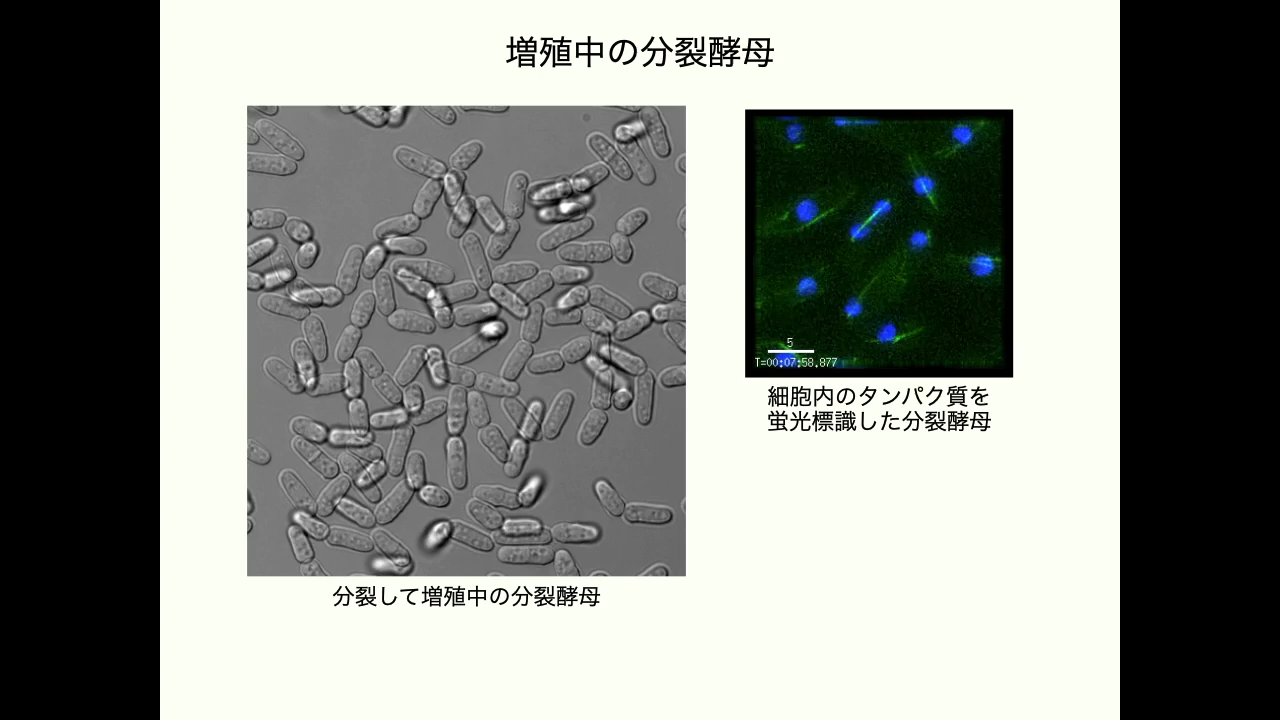 増殖中の分裂酵母
5
T=00:07:58.877
細胞内のタンパク質を
蛍光標識した分裂酵母
分裂して増殖中の分裂酵母